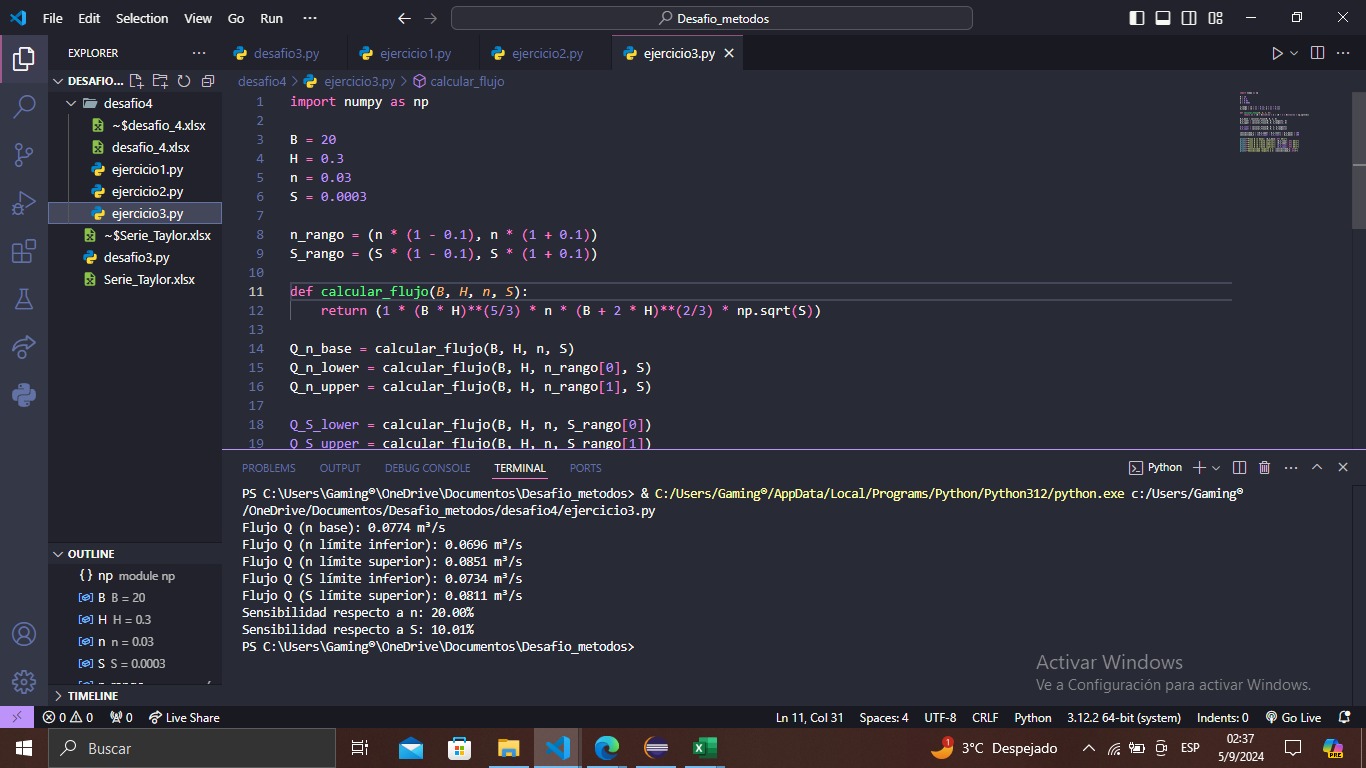 File Edit Selection View Go Run ··· Desafio_metodos
EXPLORER ···
DESAFIO...
desafio4
~$desafio_4.xlsx
desafio_4.xlsx
ejercicio1.py
ejercicio2.py
ejercicio3.py
~$Serie_Taylor.xlsx
desafio3.py
Serie_Taylor.xlsx
OUTLINE
{} np module np
B B = 20
H H = 0.3
n n = 0.03
S S = 0.0003
TIMELINE
desafio3.py ejercicio1.py ejercicio2.py ejercicio3.py
desafio4 > ejercicio3.py > calcular_flujo
1 import numpy as np
2
3 B = 20
4 H = 0.3
5 n = 0.03
6 S = 0.0003
7
8 n_rango = (n * (1 - 0.1), n * (1 + 0.1))
9 S_rango = (S * (1 - 0.1), S * (1 + 0.1))
10
11 def calcular_flujo(B, H, n, S):
12     return (1 * (B * H)**(5/3) * n * (B + 2 * H)**(2/3) * np.sqrt(S))
13
14 Q_n_base = calcular_flujo(B, H, n, S)
15 Q_n_lower = calcular_flujo(B, H, n_rango[0], S)
16 Q_n_upper = calcular_flujo(B, H, n_rango[1], S)
17
18 Q_S_lower = calcular_flujo(B, H, n, S_rango[0])
19 Q_S_upper = calcular_flujo(B, H, n, S_rango[1])
PROBLEMS OUTPUT DEBUG CONSOLE TERMINAL PORTS Python
PS C:\Users\Gaming®\OneDrive\Documentos\Desafio_metodos> & C:/Users/Gaming®/AppData/Local/Programs/Python/Python312/python.exe c:/Users/Gaming®
/OneDrive/Documentos/Desafio_metodos/desafio4/ejercicio3.py
Flujo Q (n base): 0.0774 m³/s
Flujo Q (n límite inferior): 0.0696 m³/s
Flujo Q (n límite superior): 0.0851 m³/s
Flujo Q (S límite inferior): 0.0734 m³/s
Flujo Q (S límite superior): 0.0811 m³/s
Sensibilidad respecto a n: 20.00%
Sensibilidad respecto a S: 10.01%
PS C:\Users\Gaming®\OneDrive\Documentos\Desafio_metodos>
Activar Windows
Ve a Configuración para activar Windows.
0 0 0 Live Share Ln 11, Col 31 Spaces: 4 UTF-8 CRLF Python 3.12.2 64-bit (system) Indents: 0 Go Live
Buscar 1 3°C Despejado ESP 02:37
5/9/2024 PRE